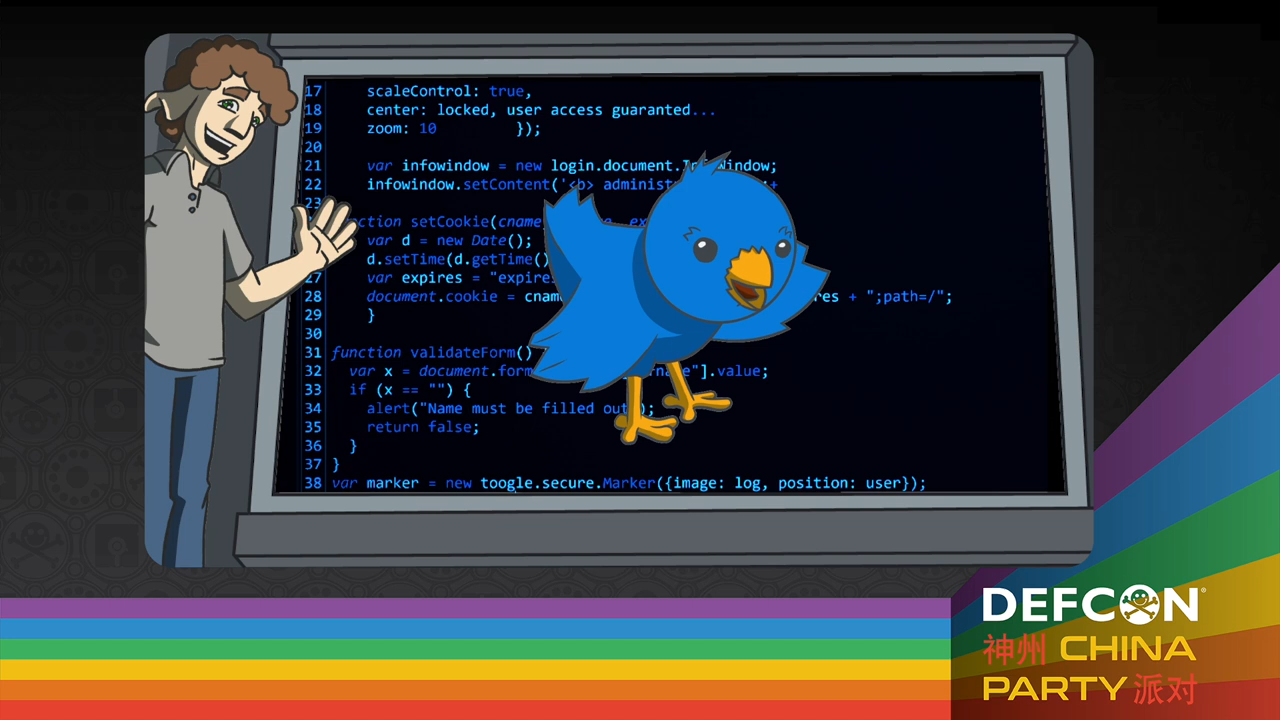 17 scaleControl: true,
18 center: locked, user access guaranted...
19 zoom: 10 });
20
21 var infowindow = new login.document.InfoWindow;
22 infowindow.setContent('<b> administ ;+
23
ction setCookie(cname, e, ex
var d = new Date();
d.setTime(d.getTime()
27 var expires = "expires
28 document.cookie = cname res + ";path=/";
29 }
30
31 function validateForm()
32 var x = document.form "].value;
33 if (x == "") {
34 alert("Name must be filled out );
35 return false;
36 }
37 }
38 var marker = new toogle.secure.Marker({image: log, position: user});
DEFCON®
神州 CHINA
PARTY 派对